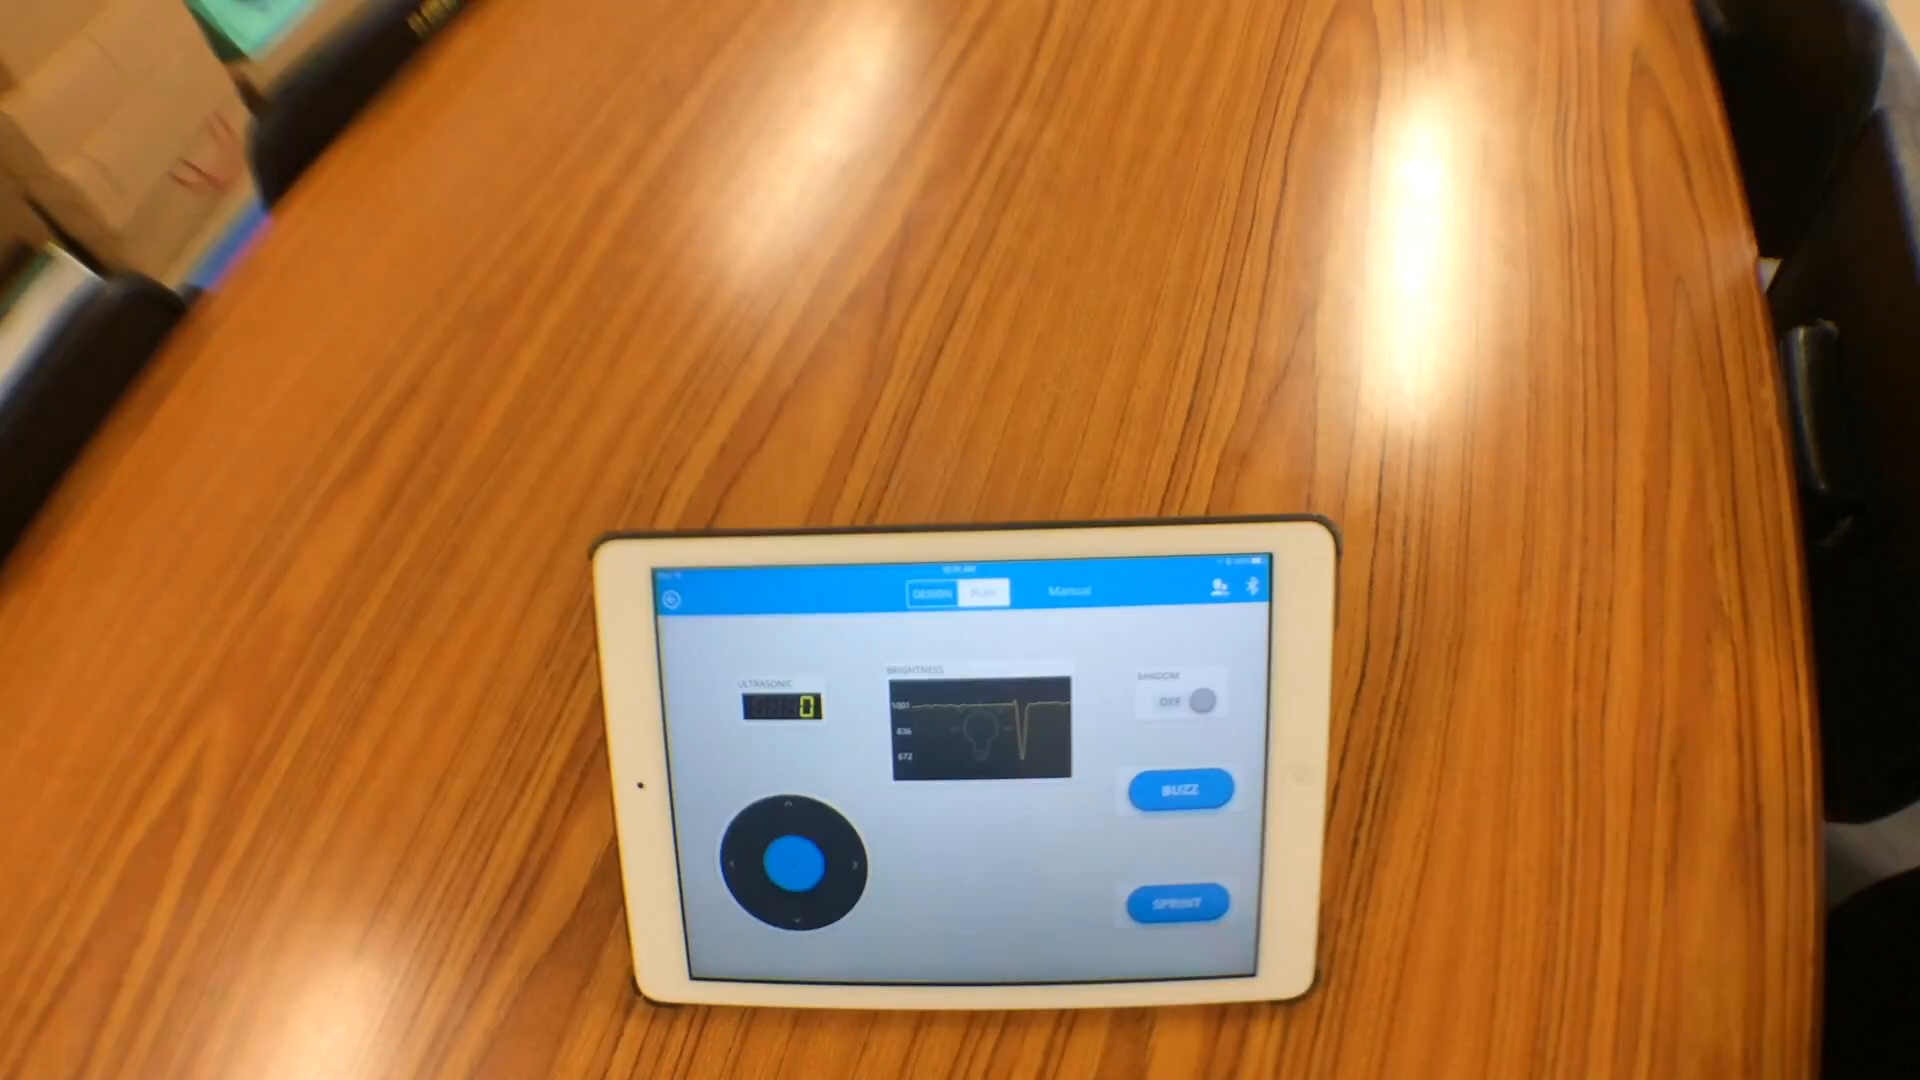 DESIGN
PLAY
Manual
ULTRASONIC
0
BRIGHTNESS
1001
836
672
RANDOM
OFF
BUZZ
SPRINT